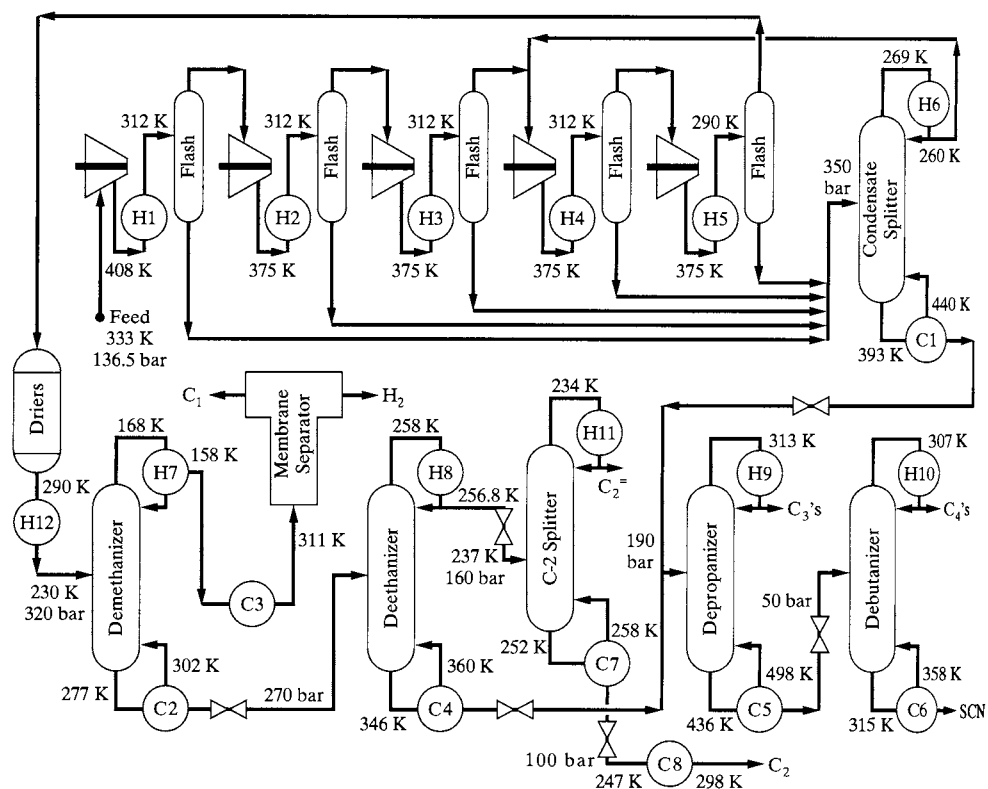 269 K
H6
260 K
312 K
312 K
312 K
312 K
290 K
Flash
Flash
Flash
Flash
Flash
350
bar
Condensate
Splitter
H1
H2
H3
H4
H5
408 K
375 K
375 K
375 K
375 K
440 K
C1
393 K
Feed
333 K
136.5 bar
Driers
290 K
H12
230 K
320 bar
C₁
H₂
Membrane
Separator
168 K
H7
158 K
Demethanizer
311 K
C3
302 K
277 K
C2
270 bar
258 K
H8
256.8 K
Deethanizer
237 K
160 bar
360 K
346 K
C4
234 K
H11
C₂⁼
C-2 Splitter
258 K
252 K
C7
100 bar
247 K
C8
298 K
C₂
190
bar
313 K
H9
C₃'s
Depropanizer
498 K
436 K
C5
50 bar
307 K
H10
C₄'s
Debutanizer
358 K
315 K
C6
SCN